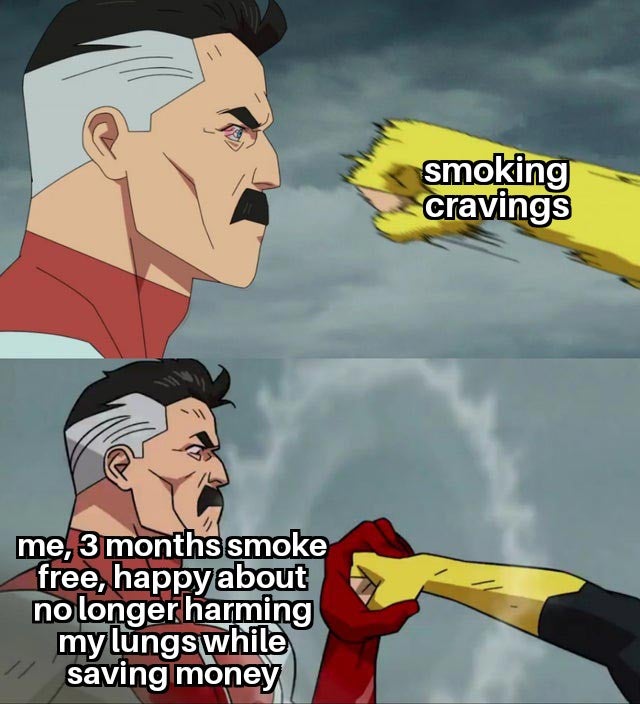 smoking
cravings
me, 3 months smoke
free, happy about
no longer harming
my lungs while
saving money